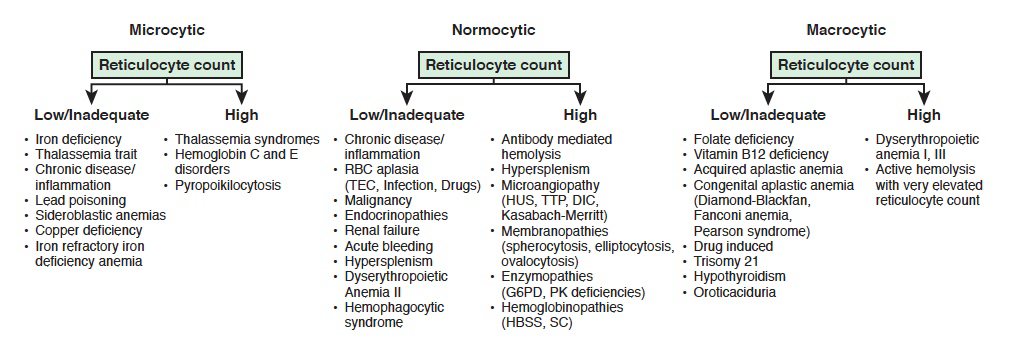 Microcytic
Reticulocyte count
Low/Inadequate
• Iron deficiency
• Thalassemia trait
• Chronic disease/
inflammation
• Lead poisoning
• Sideroblastic anemias
• Copper deficiency
• Iron refractory iron
deficiency anemia
High
• Thalassemia syndromes
• Hemoglobin C and E
disorders
• Pyropoikilocytosis
Normocytic
Reticulocyte count
Low/Inadequate
• Chronic disease/
inflammation
• RBC aplasia
(TEC, Infection, Drugs)
• Malignancy
• Endocrinopathies
• Renal failure
• Acute bleeding
• Hypersplenism
• Dyserythropoietic
Anemia II
• Hemophagocytic
syndrome
High
• Antibody mediated
hemolysis
• Hypersplenism
• Microangiopathy
(HUS, TTP, DIC,
Kasabach-Merritt)
• Membranopathies
(spherocytosis, elliptocytosis,
ovalocytosis)
• Enzymopathies
(G6PD, PK deficiencies)
• Hemoglobinopathies
(HBSS, SC)
Macrocytic
Reticulocyte count
Low/Inadequate
• Folate deficiency
• Vitamin B12 deficiency
• Acquired aplastic anemia
• Congenital aplastic anemia
(Diamond-Blackfan,
Fanconi anemia,
Pearson syndrome)
• Drug induced
• Trisomy 21
• Hypothyroidism
• Oroticaciduria
High
• Dyserythropoietic
anemia I, III
• Active hemolysis
with very elevated
reticulocyte count